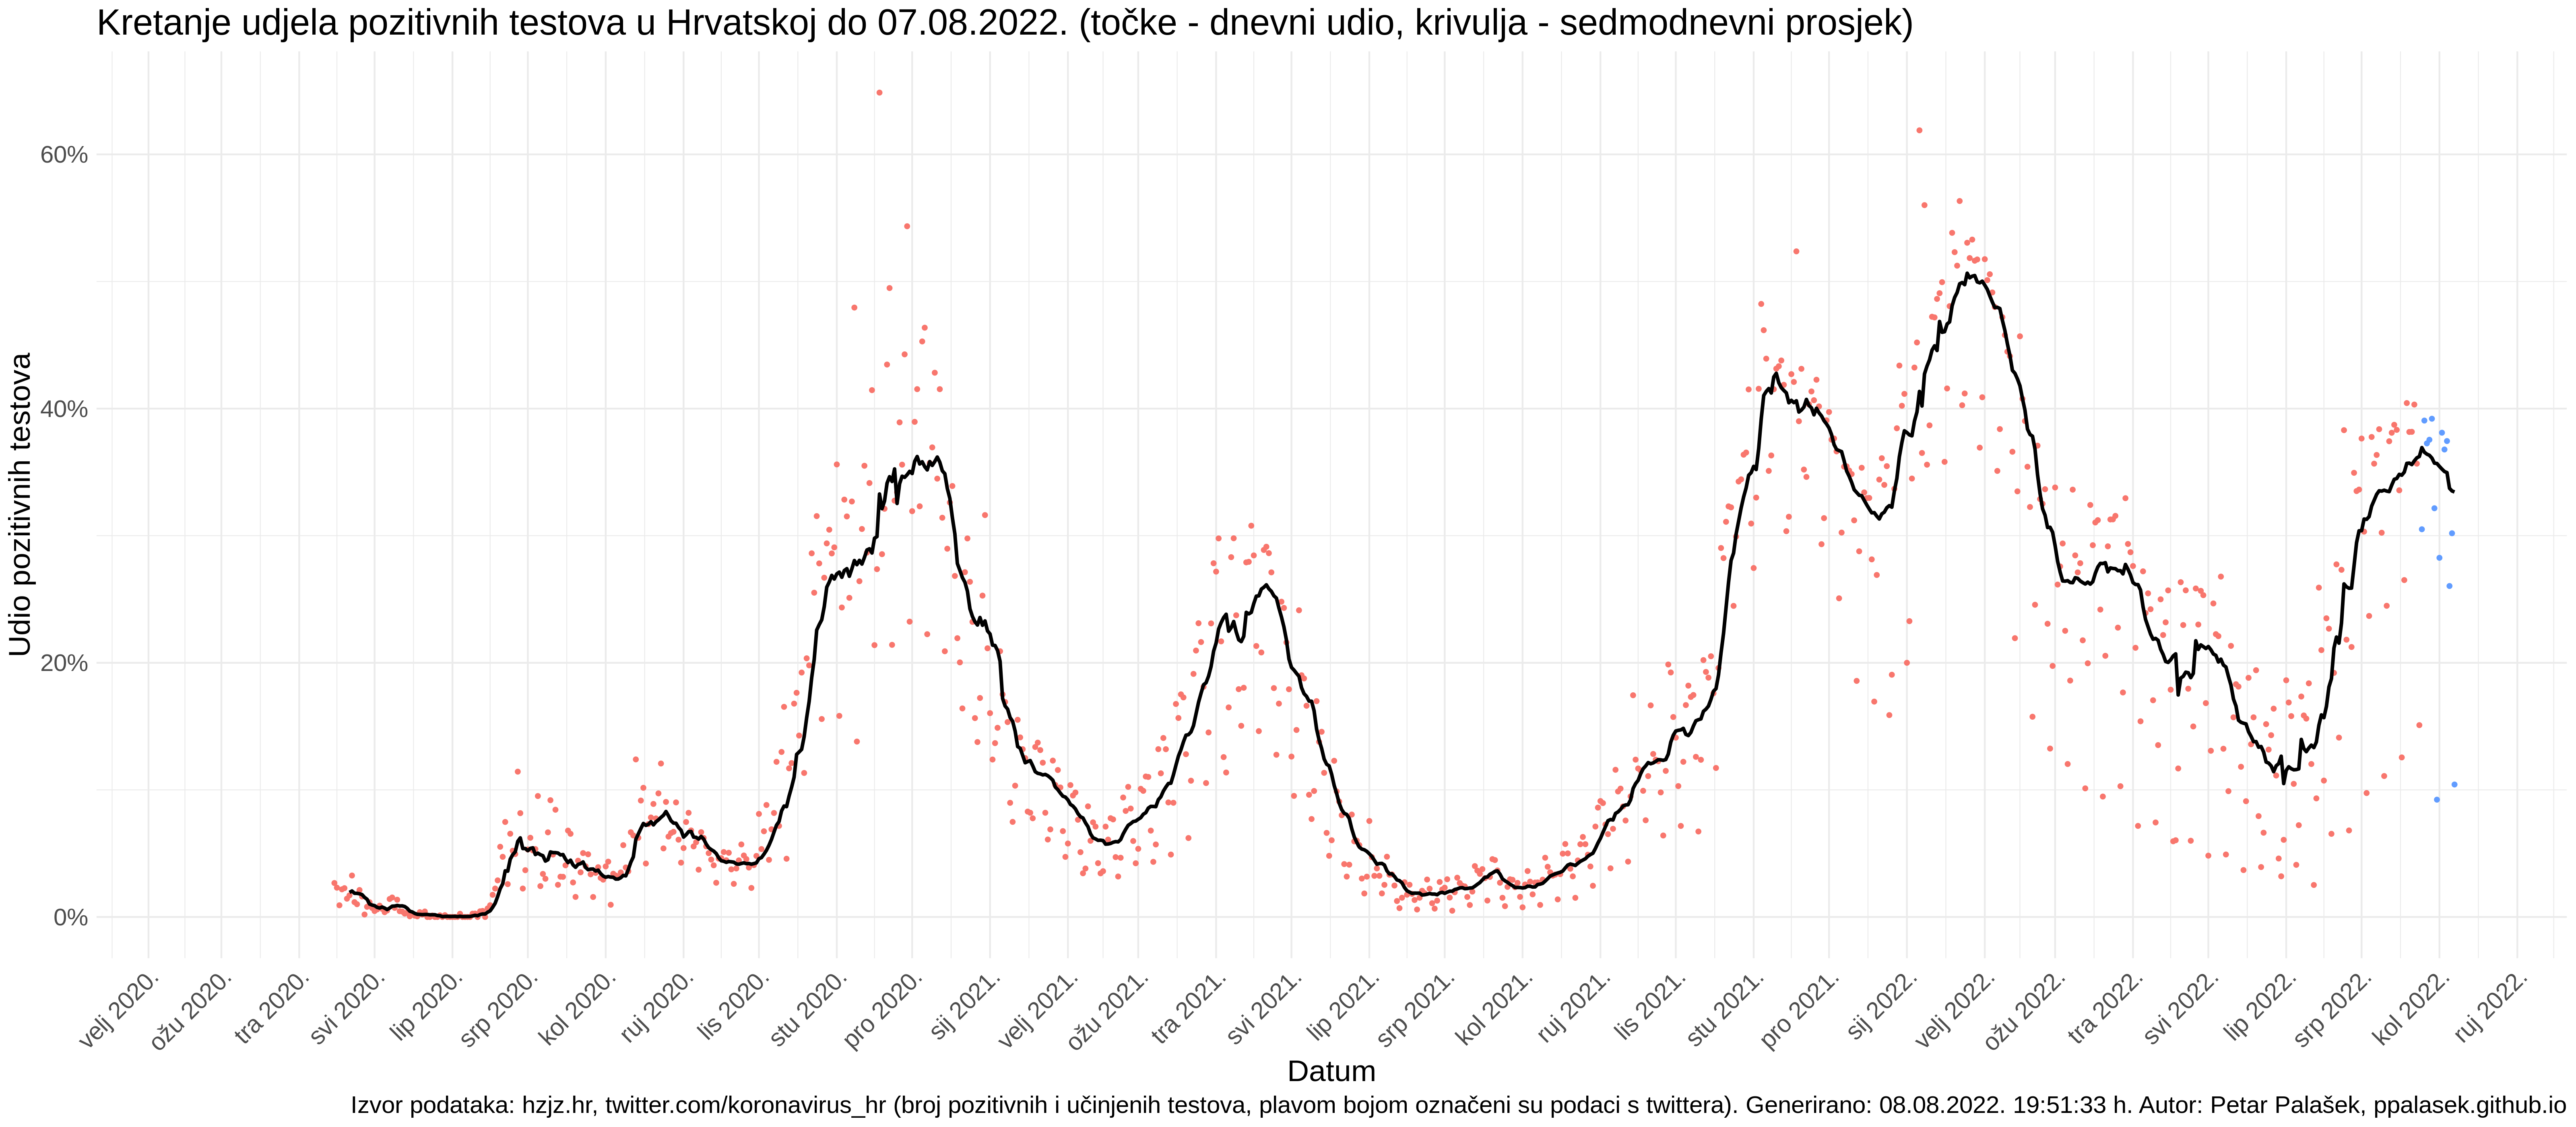 Kretanje udjela pozitivnih testova u Hrvatskoj do 07.08.2022. (točke - dnevni udio, krivulja - sedmodnevni prosjek)
Udio pozitivnih testova
60%
40%
20%
0%
velj 2020.
ožu 2020.
tra 2020.
svi 2020.
lip 2020.
srp 2020.
kol 2020.
ruj 2020.
lis 2020.
stu 2020.
pro 2020.
sij 2021.
velj 2021.
ožu 2021.
tra 2021.
svi 2021.
lip 2021.
srp 2021.
kol 2021.
ruj 2021.
lis 2021.
stu 2021.
pro 2021.
sij 2022.
velj 2022.
ožu 2022.
tra 2022.
svi 2022.
lip 2022.
srp 2022.
kol 2022.
ruj 2022.
Datum
Izvor podataka: hzjz.hr, twitter.com/koronavirus_hr (broj pozitivnih i učinjenih testova, plavom bojom označeni su podaci s twittera). Generirano: 08.08.2022. 19:51:33 h. Autor: Petar Palašek, ppalasek.github.io